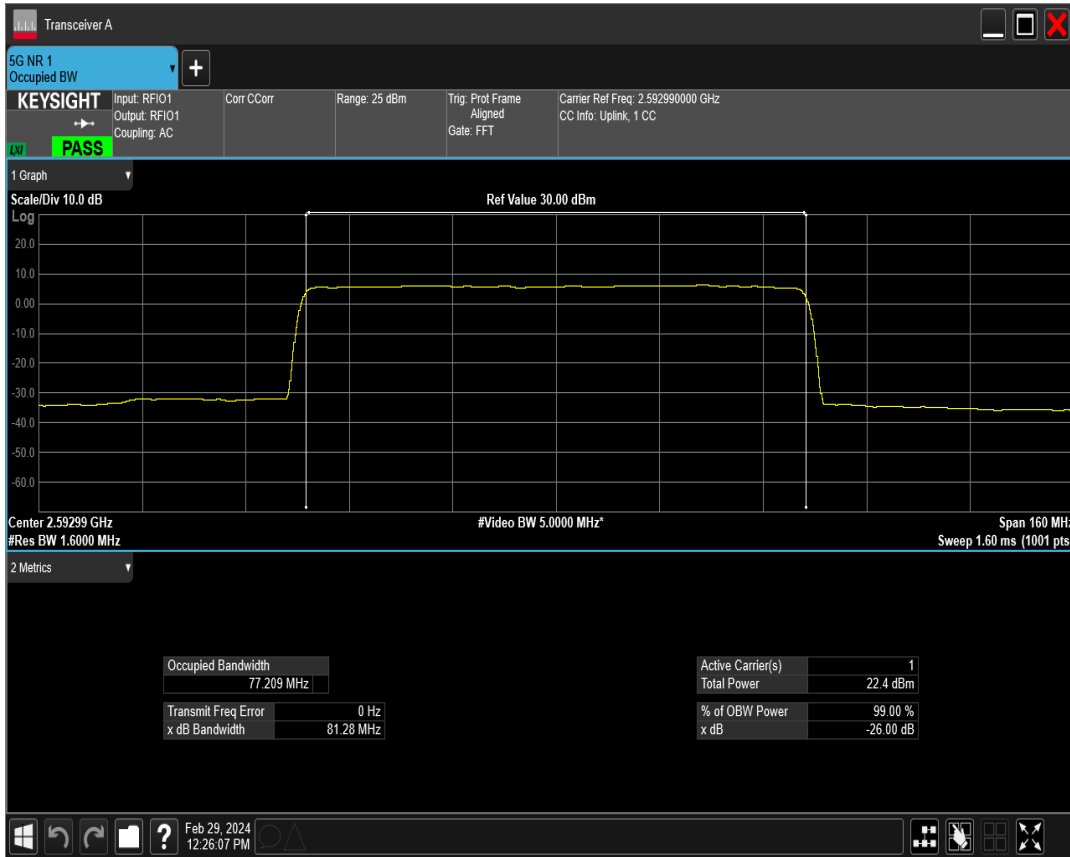 Transceiver A
5G NR 1
Occupied BW
+
KEYSIGHT
LXI
PASS
Input: RFIO1
Output: RFIO1
Coupling: AC
Corr CCorr
Range: 25 dBm
Trig: Prot Frame
Aligned
Gate: FFT
Carrier Ref Freq: 2.592990000 GHz
CC Info: Uplink, 1 CC
1 Graph
Scale/Div 10.0 dB
Ref Value 30.00 dBm
Log
20.0
10.0
0.00
-10.0
-20.0
-30.0
-40.0
-50.0
-60.0
Center 2.59299 GHz
#Video BW 5.0000 MHz*
Span 160 MHz
#Res BW 1.6000 MHz
Sweep 1.60 ms (1001 pts
2 Metrics
Occupied Bandwidth
77.209 MHz
Transmit Freq Error 0 Hz
x dB Bandwidth 81.28 MHz
Active Carrier(s) 1
Total Power 22.4 dBm
% of OBW Power 99.00 %
x dB -26.00 dB
?
Feb 29, 2024
12:26:07 PM